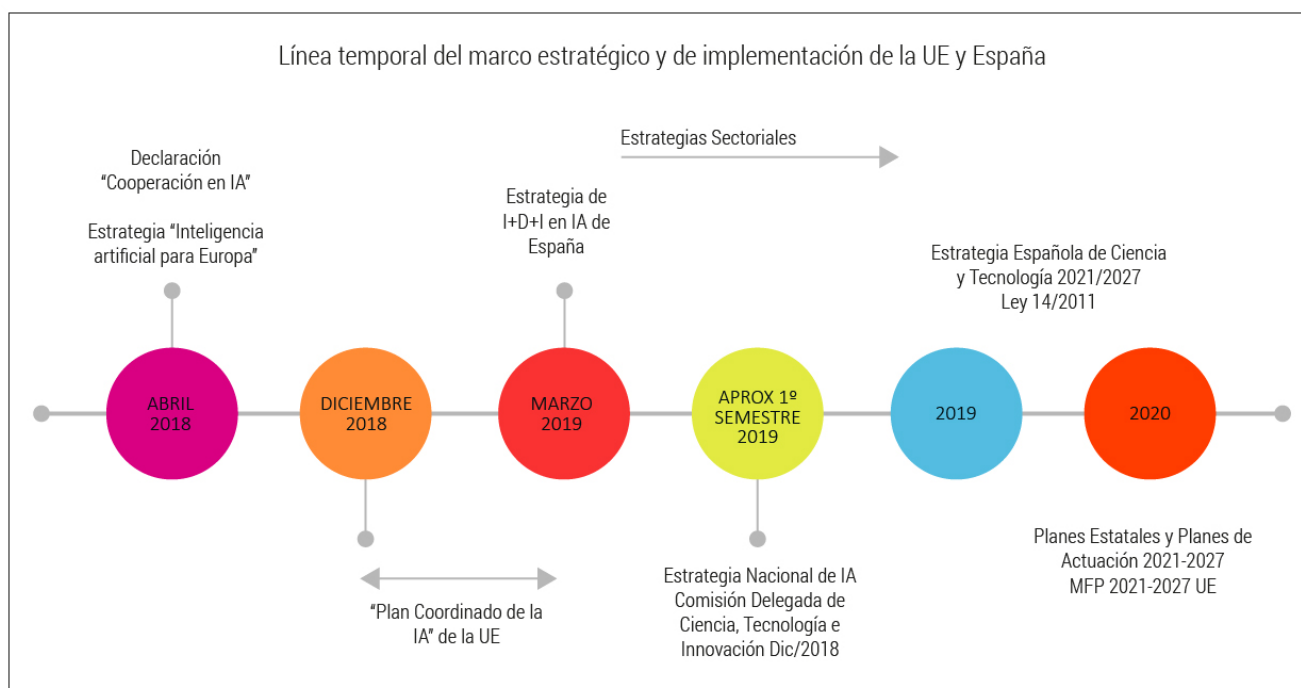 Línea temporal del marco estratégico y de implementación de la UE y España
Estrategias Sectoriales
Declaración
“Cooperación en IA”
Estrategia “Inteligencia
artificial para Europa”
Estrategia de
I+D+I en IA de
España
Estrategia Española de Ciencia
y Tecnología 2021/2027
Ley 14/2011
ABRIL
2018
DICIEMBRE
2018
MARZO
2019
APROX 1º
SEMESTRE
2019
2019
2020
“Plan Coordinado de la
IA” de la UE
Estrategia Nacional de IA
Comisión Delegada de
Ciencia, Tecnología e
Innovación Dic/2018
Planes Estatales y Planes de
Actuación 2021-2027
MFP 2021-2027 UE